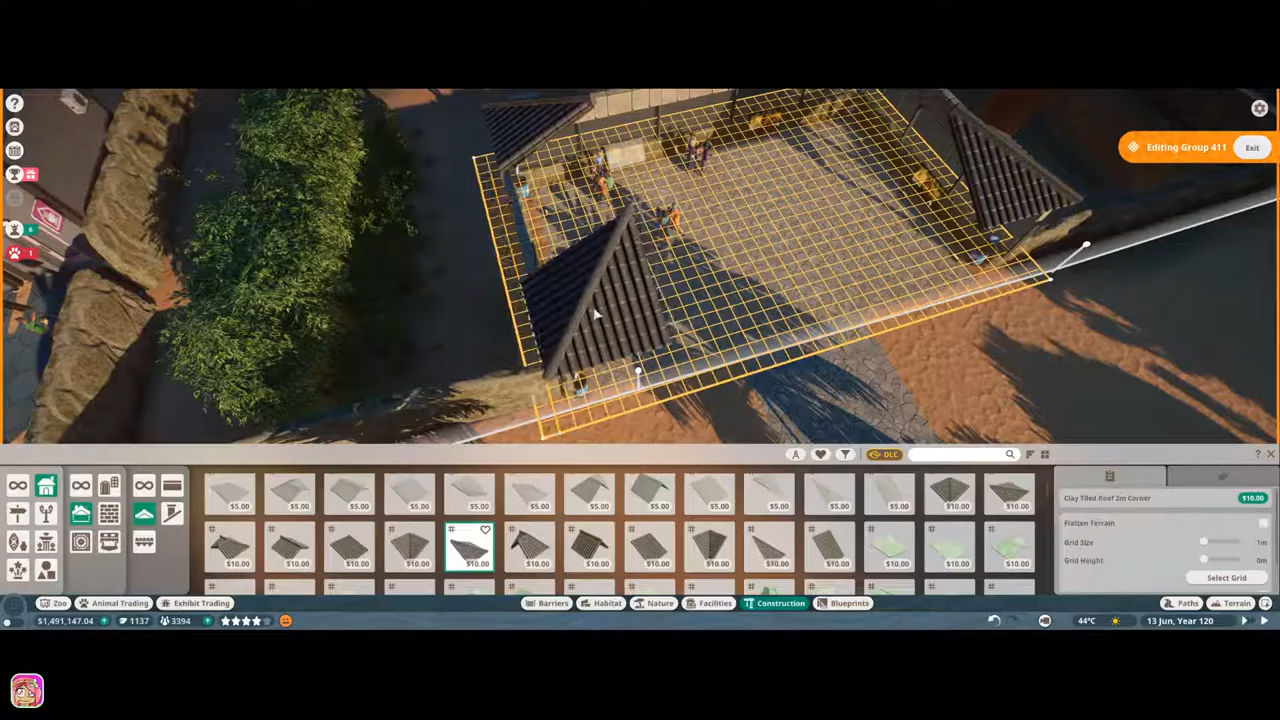 ?
Editing Group 411
Exit
6
1
A
DLC
?
$5.00 $5.00 $5.00 $5.00 $5.00 $5.00 $5.00 $5.00 $5.00 $5.00 $5.00 $5.00 $10.00 $10.00
Clay Tiled Roof 2m Corner
$10.00
$10.00 $10.00 $10.00 $10.00 $10.00 $10.00 $10.00 $10.00 $10.00 $10.00 $10.00 $10.00 $10.00 $10.00
Flatten Terrain
Grid Size
1m
Grid Height
0m
Select Grid
Zoo
Animal Trading
Exhibit Trading
Barriers
Habitat
Nature
Facilities
Construction
Blueprints
Paths
Terrain
$1,491,147.04
1137
3394
44°C
13 Jun, Year 120